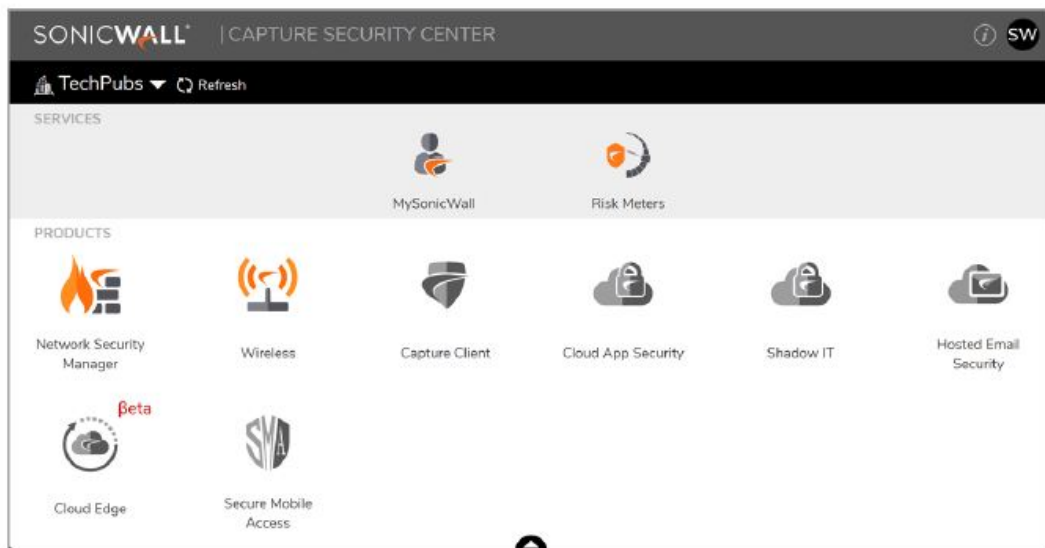 SONICWALL | CAPTURE SECURITY CENTER
i SW
TechPubs Refresh
SERVICES
MySonicWall Risk Meters
PRODUCTS
Network Security Manager
Wireless
Capture Client
Cloud App Security
Shadow IT
Hosted Email Security
βeta
Cloud Edge
SMA
Secure Mobile Access